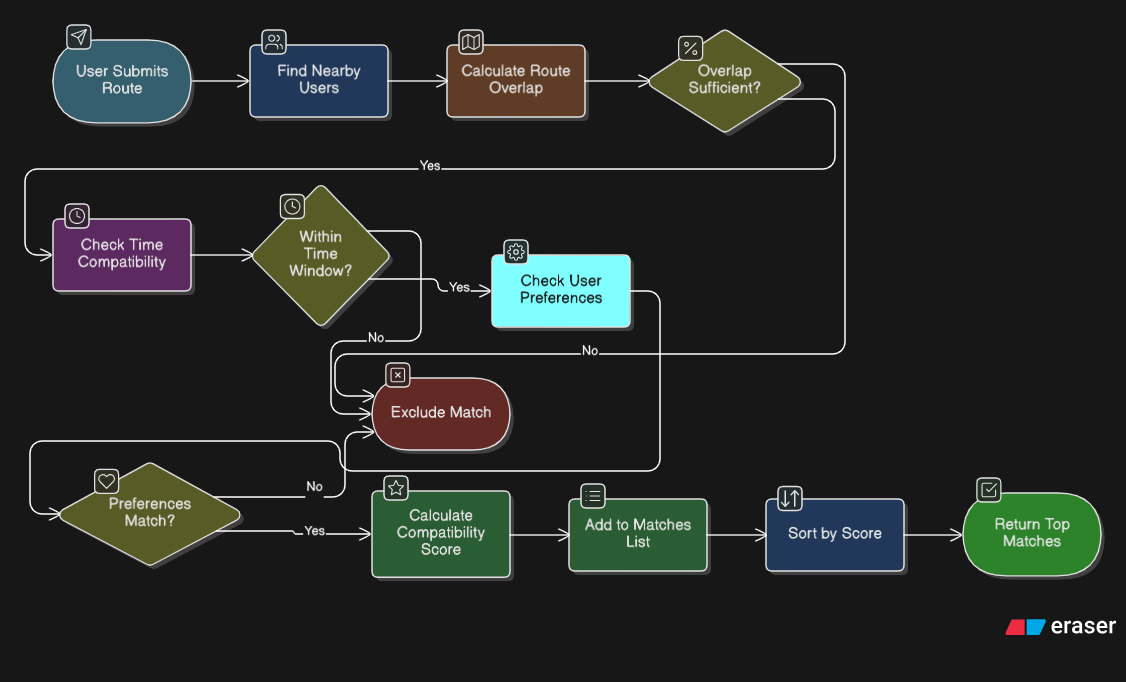 User Submits
Route
Find Nearby
Users
Calculate Route
Overlap
Overlap
Sufficient?
Yes
Check Time
Compatibility
Within
Time
Window?
Yes
Check User
Preferences
No
No
Exclude Match
Preferences
Match?
No
Yes
Calculate
Compatibility
Score
Add to Matches
List
Sort by Score
Return Top
Matches
eraser